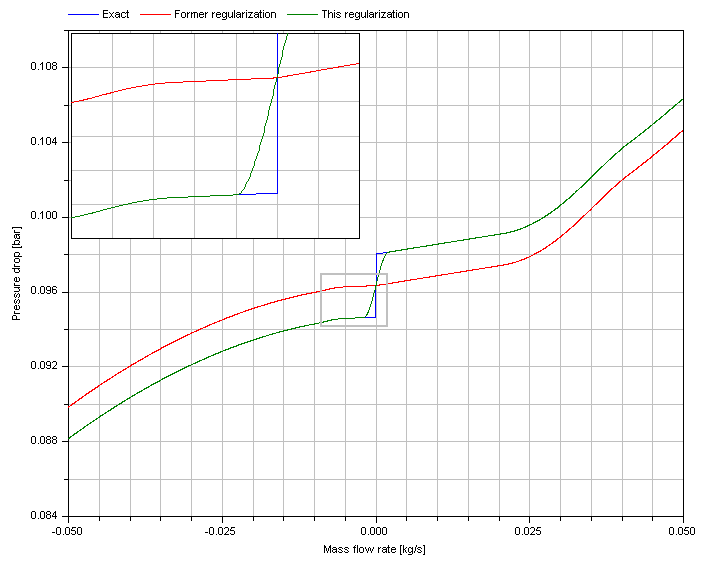 Exact Former regularization This regularization
0.108
0.104
0.100
0.096
0.092
0.088
0.084
Pressure drop [bar]
-0.050 -0.025 0.000 0.025 0.050
Mass flow rate [kg/s]